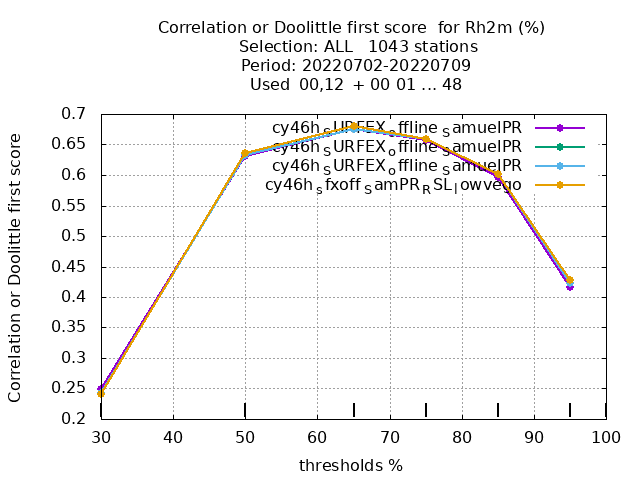 Correlation or Doolittle first score  for Rh2m (%)
Selection: ALL   1043 stations
Period: 20220702-20220709
Used  00,12  + 00 01 ... 48
Correlation or Doolittle first score
0.7
0.65
0.6
0.55
0.5
0.45
0.4
0.35
0.3
0.25
0.2
cy46h_SURFEX_offline_samuelPR
cy46h_SURFEX_offline_samuelPR
cy46h_SURFEX_offline_samuelPR
cy46h_sfxoff_samPR_RSL_lowvego
30 40 50 60 70 80 90 100
thresholds %